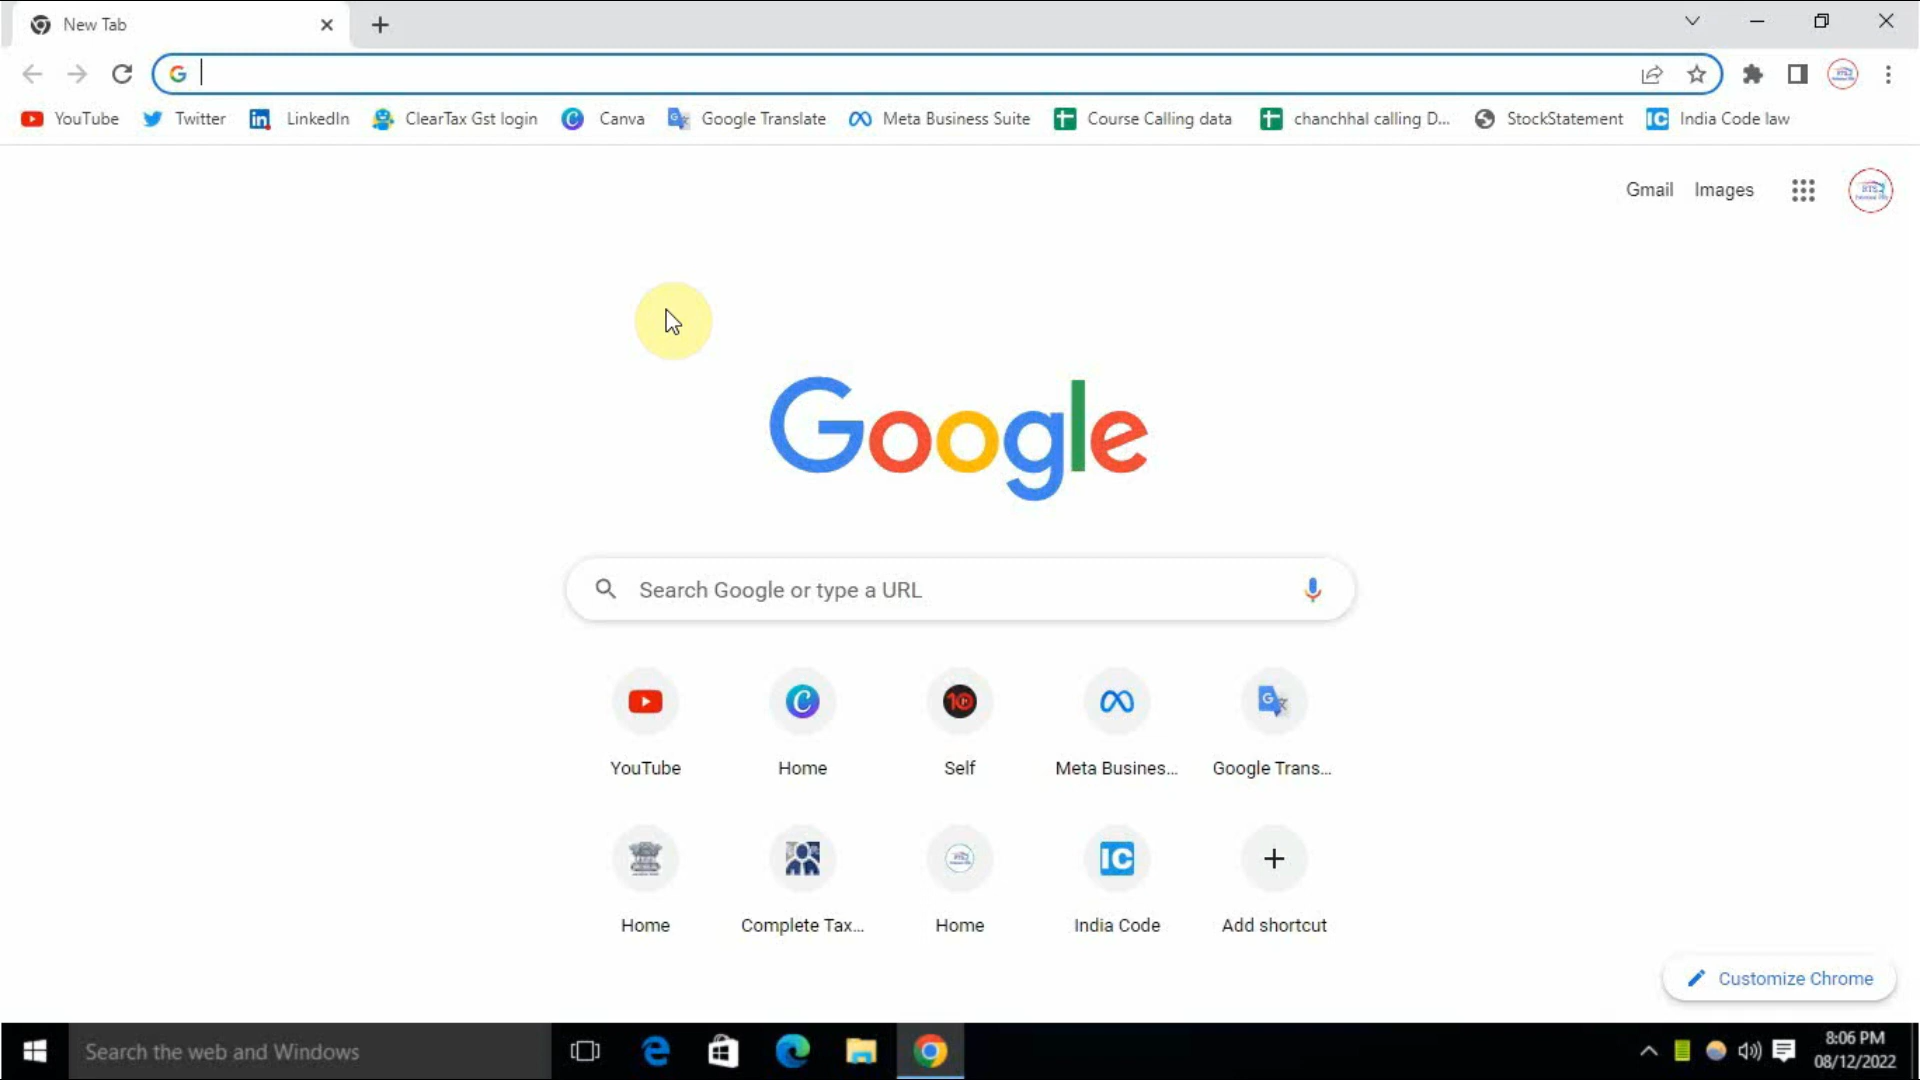 New Tab
YouTube Twitter LinkedIn ClearTax Gst login Canva Google Translate Meta Business Suite Course Calling data chanchhal calling D... StockStatement India Code law
Gmail Images
Google
Search Google or type a URL
YouTube Home Self Meta Busines... Google Trans...
Home Complete Tax... Home India Code Add shortcut
Customize Chrome
Search the web and Windows
8:06 PM
08/12/2022